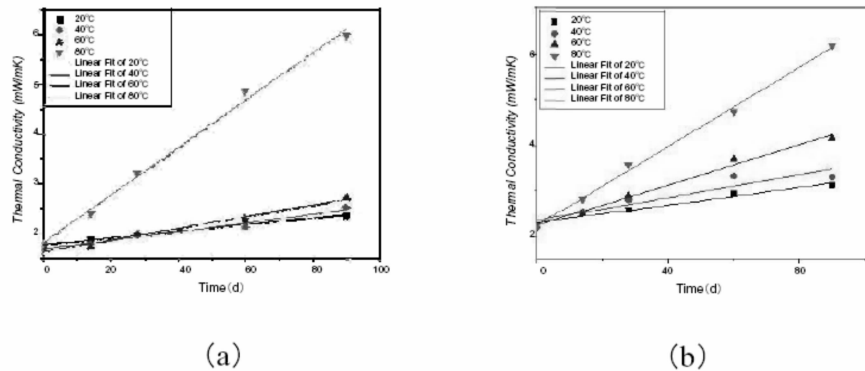 20℃
40℃
60℃
80℃
Linear Fit of 20℃
Linear Fit of 40℃
Linear Fit of 60℃
Linear Fit of 80℃
Thermal Conductivity (mW/mK)
6
5
4
3
2
0 20 40 60 80 100
Time(d)
(a)
20℃
40℃
60℃
80℃
Linear Fit of 20℃
Linear Fit of 40℃
Linear Fit of 60℃
Linear Fit of 80℃
Thermal Conductivity (mW/mK)
6
4
2
0 20 40 60 80
Time(d)
(b)